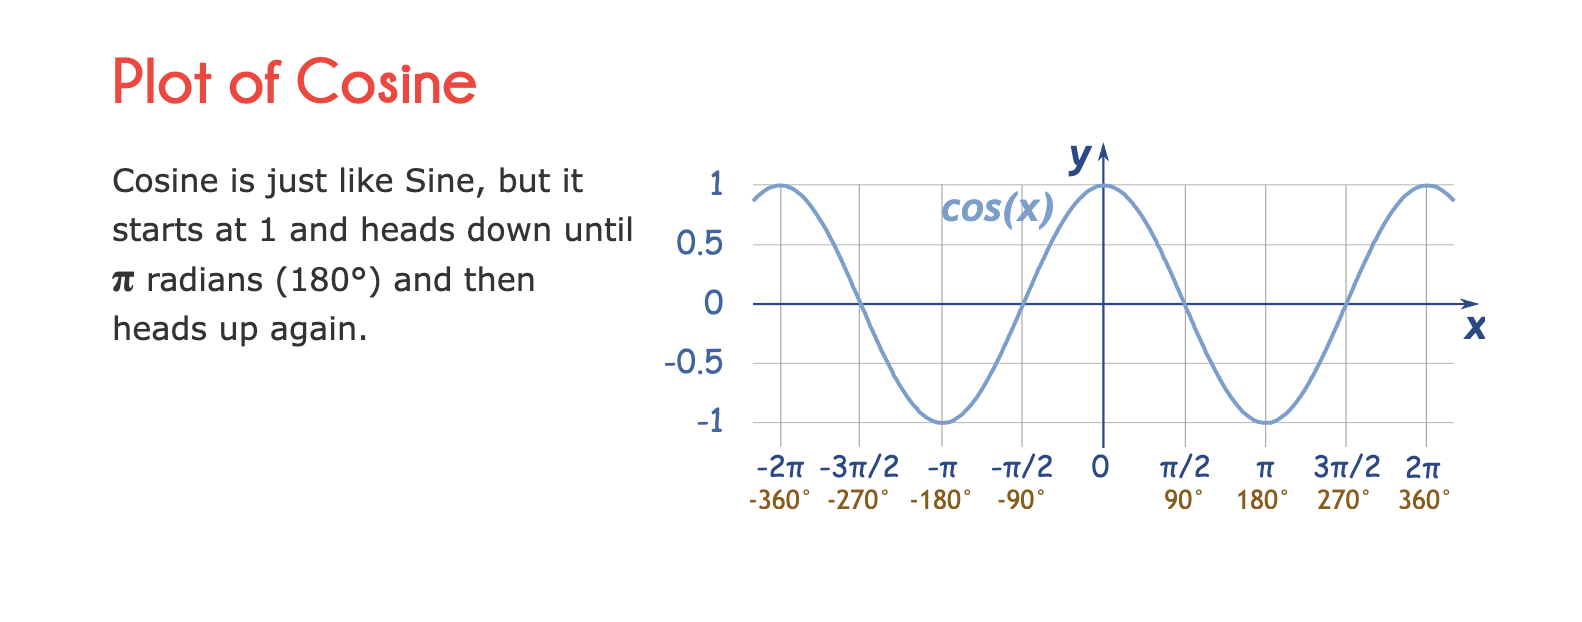 Plot of Cosine
Cosine is just like Sine, but it
starts at 1 and heads down until
π radians (180°) and then
heads up again.
y
1
cos(x)
0.5
0
x
-0.5
-1
-2π -3π/2 -π -π/2 0 π/2 π 3π/2 2π
-360° -270° -180° -90° 90° 180° 270° 360°